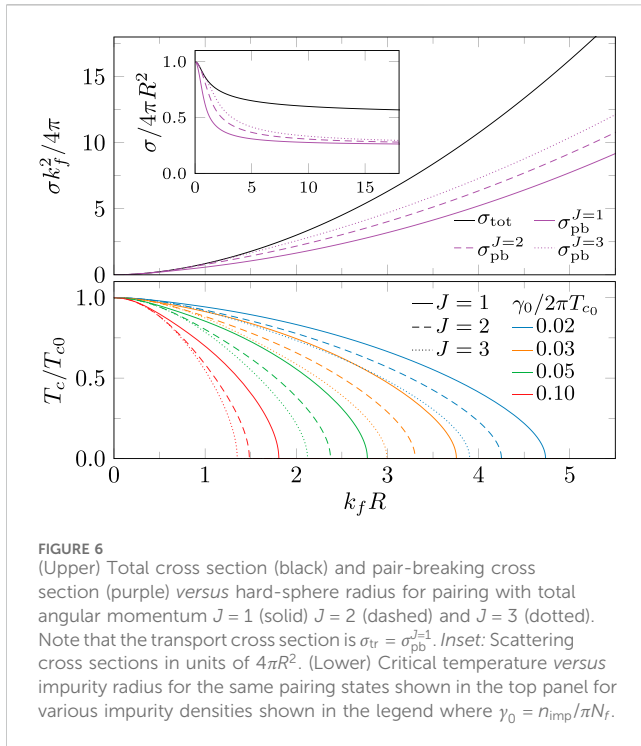 σk_f^2/4π
15
10
5
0
σ/4πR^2
1.0
0.5
0.0
0 5 10 15
σ_tot σ_pb^{J=1}
σ_pb^{J=2} σ_pb^{J=3}
T_c/T_{c0}
1.0
0.5
0.0
J = 1
J = 2
J = 3
γ_0/2πT_{c_0}
0.02
0.03
0.05
0.10
0 1 2 3 4 5
k_f R
FIGURE 6
(Upper) Total cross section (black) and pair-breaking cross
section (purple) versus hard-sphere radius for pairing with total
angular momentum J = 1 (solid) J = 2 (dashed) and J = 3 (dotted).
Note that the transport cross section is σ_tr = σ_pb^{J=1}. Inset: Scattering
cross sections in units of 4πR^2. (Lower) Critical temperature versus
impurity radius for the same pairing states shown in the top panel for
various impurity densities shown in the legend where γ_0 = n_imp/πN_f.